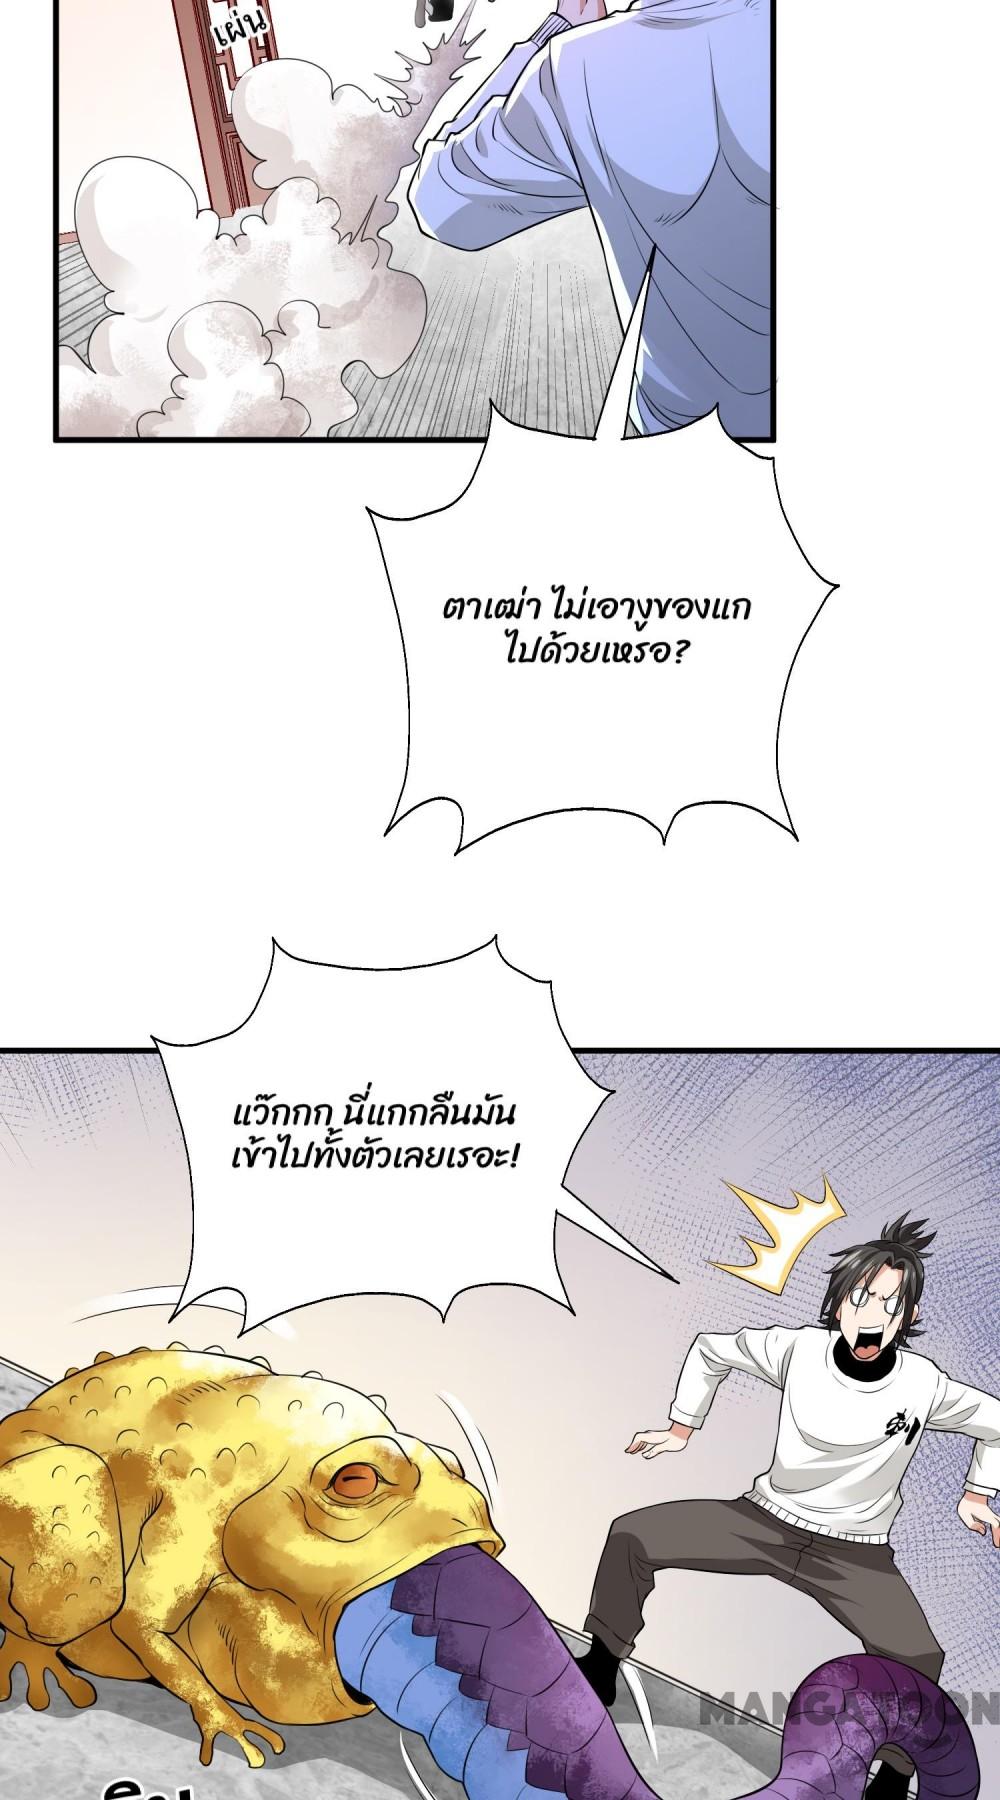 เผ่น
ตาเฒ่า ไม่เอางูของแก
ไปด้วยเหรอ?
แว๊กกก นี่แกกลืนมัน
เข้าไปทั้งตัวเลยเรอะ!
MANGATOON